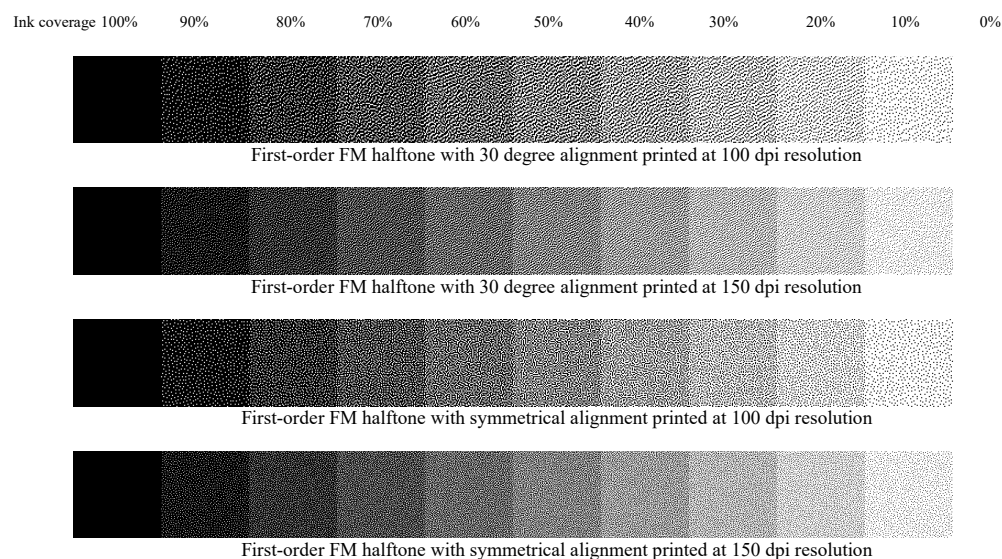 Ink coverage 100% 90% 80% 70% 60% 50% 40% 30% 20% 10% 0%
First-order FM halftone with 30 degree alignment printed at 100 dpi resolution
First-order FM halftone with 30 degree alignment printed at 150 dpi resolution
First-order FM halftone with symmetrical alignment printed at 100 dpi resolution
First-order FM halftone with symmetrical alignment printed at 150 dpi resolution